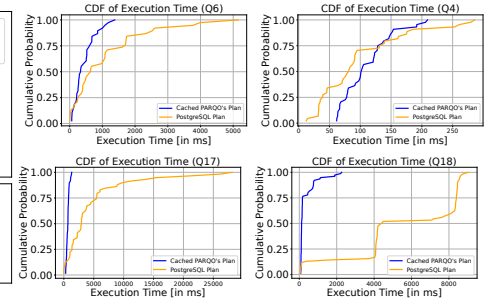 CDF of Execution Time (Q6)
Cumulative Probability
1.00
0.75
0.50
0.25
0.00
0 1000 2000 3000 4000 5000
Execution Time [in ms]
Cached PARQO's Plan
PostgreSQL Plan
CDF of Execution Time (Q4)
Cumulative Probability
1.00
0.75
0.50
0.25
0.00
0 50 100 150 200 250
Execution Time [in ms]
Cached PARQO's Plan
PostgreSQL Plan
CDF of Execution Time (Q17)
Cumulative Probability
1.00
0.75
0.50
0.25
0.00
0 5000 10000 15000 20000 25000
Execution Time [in ms]
Cached PARQO's Plan
PostgreSQL Plan
CDF of Execution Time (Q18)
Cumulative Probability
1.00
0.75
0.50
0.25
0.00
0 2000 4000 6000 8000
Execution Time [in ms]
Cached PARQO's Plan
PostgreSQL Plan